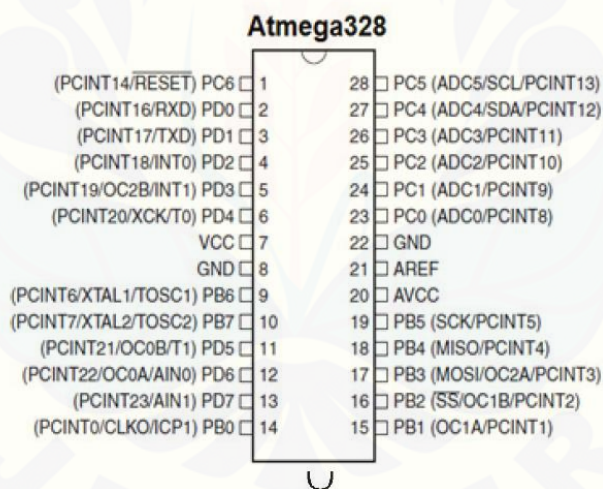 Atmega328
(PCINT14/RESET) PC6 1 28 PC5 (ADC5/SCL/PCINT13)
(PCINT16/RXD) PD0 2 27 PC4 (ADC4/SDA/PCINT12)
(PCINT17/TXD) PD1 3 26 PC3 (ADC3/PCINT11)
(PCINT18/INT0) PD2 4 25 PC2 (ADC2/PCINT10)
(PCINT19/OC2B/INT1) PD3 5 24 PC1 (ADC1/PCINT9)
(PCINT20/XCK/T0) PD4 6 23 PC0 (ADC0/PCINT8)
VCC 7 22 GND
GND 8 21 AREF
(PCINT6/XTAL1/TOSC1) PB6 9 20 AVCC
(PCINT7/XTAL2/TOSC2) PB7 10 19 PB5 (SCK/PCINT5)
(PCINT21/OC0B/T1) PD5 11 18 PB4 (MISO/PCINT4)
(PCINT22/OC0A/AIN0) PD6 12 17 PB3 (MOSI/OC2A/PCINT3)
(PCINT23/AIN1) PD7 13 16 PB2 (SS/OC1B/PCINT2)
(PCINT0/CLKO/ICP1) PB0 14 15 PB1 (OC1A/PCINT1)